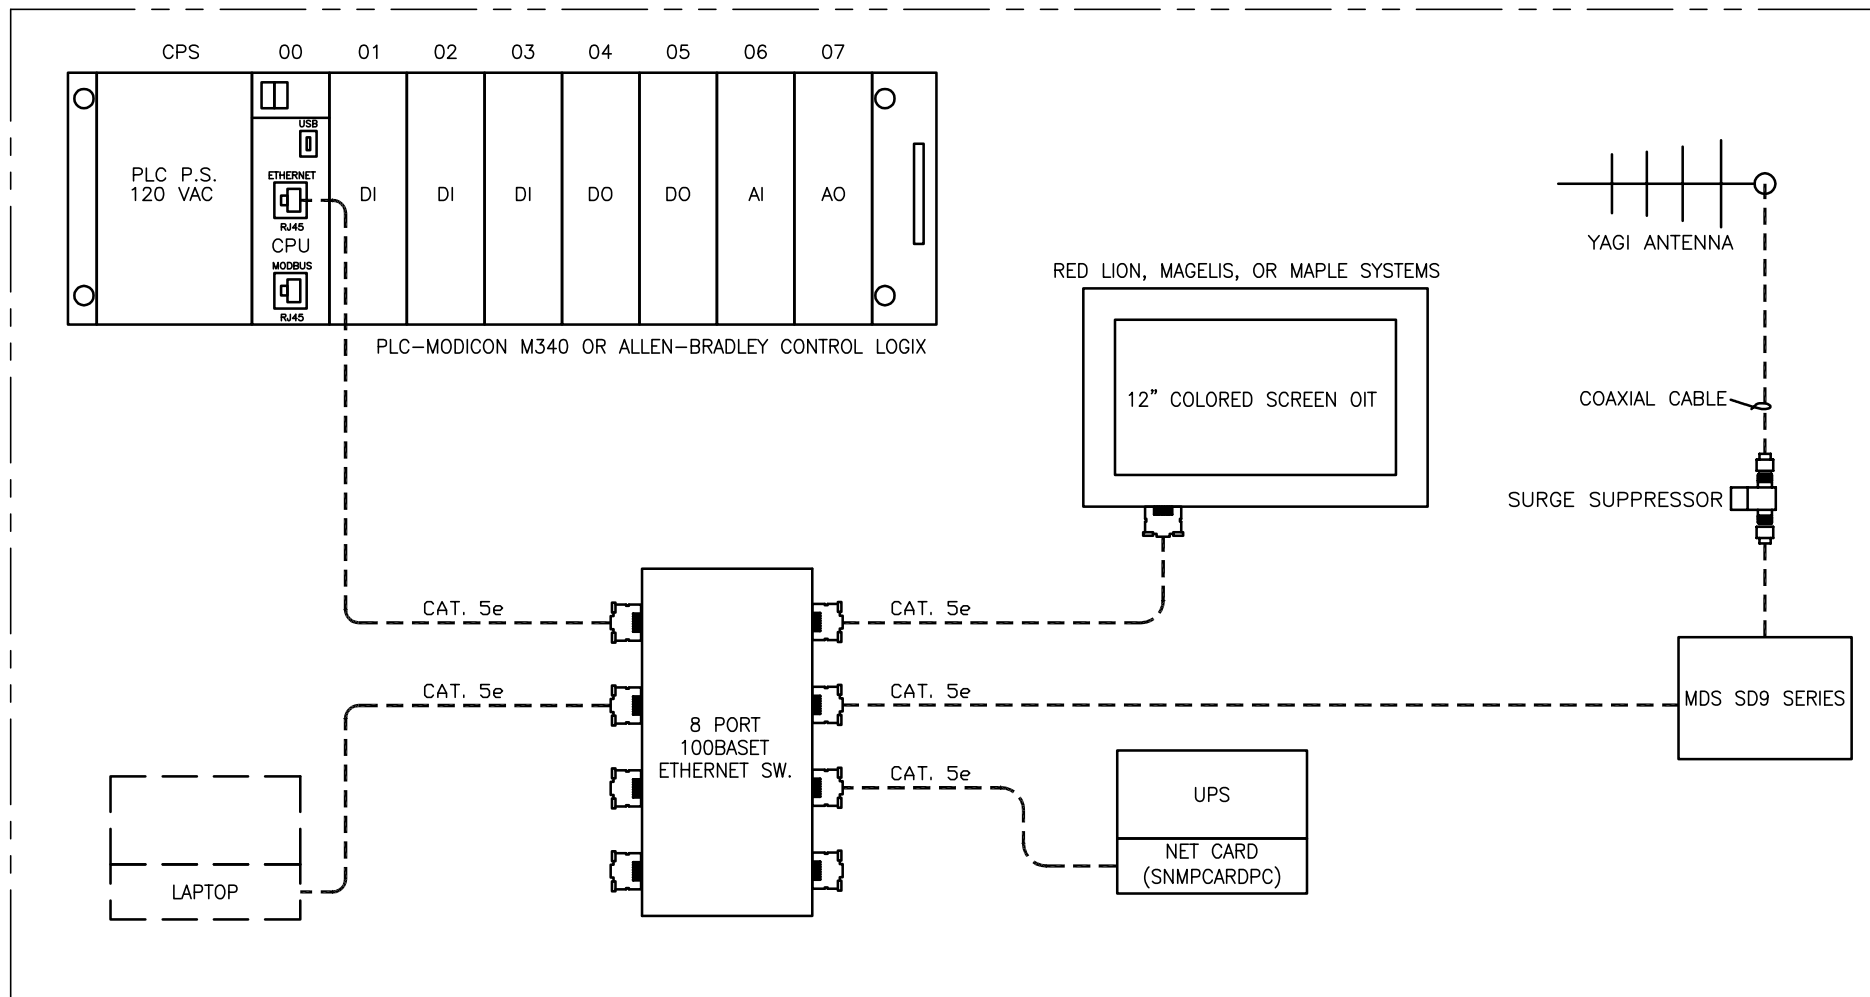 CPS 00 01 02 03 04 05 06 07
USB
PLC P.S.
120 VAC
ETHERNET
RJ45
CPU
MODBUS
RJ45
DI DI DI DO DO AI AO
PLC-MODICON M340 OR ALLEN-BRADLEY CONTROL LOGIX
YAGI ANTENNA
RED LION, MAGELIS, OR MAPLE SYSTEMS
12" COLORED SCREEN OIT
COAXIAL CABLE
SURGE SUPPRESSOR
CAT. 5e
CAT. 5e
CAT. 5e
CAT. 5e
MDS SD9 SERIES
8 PORT
100BASET
ETHERNET SW.
CAT. 5e
UPS
NET CARD
(SNMPCARDPC)
LAPTOP